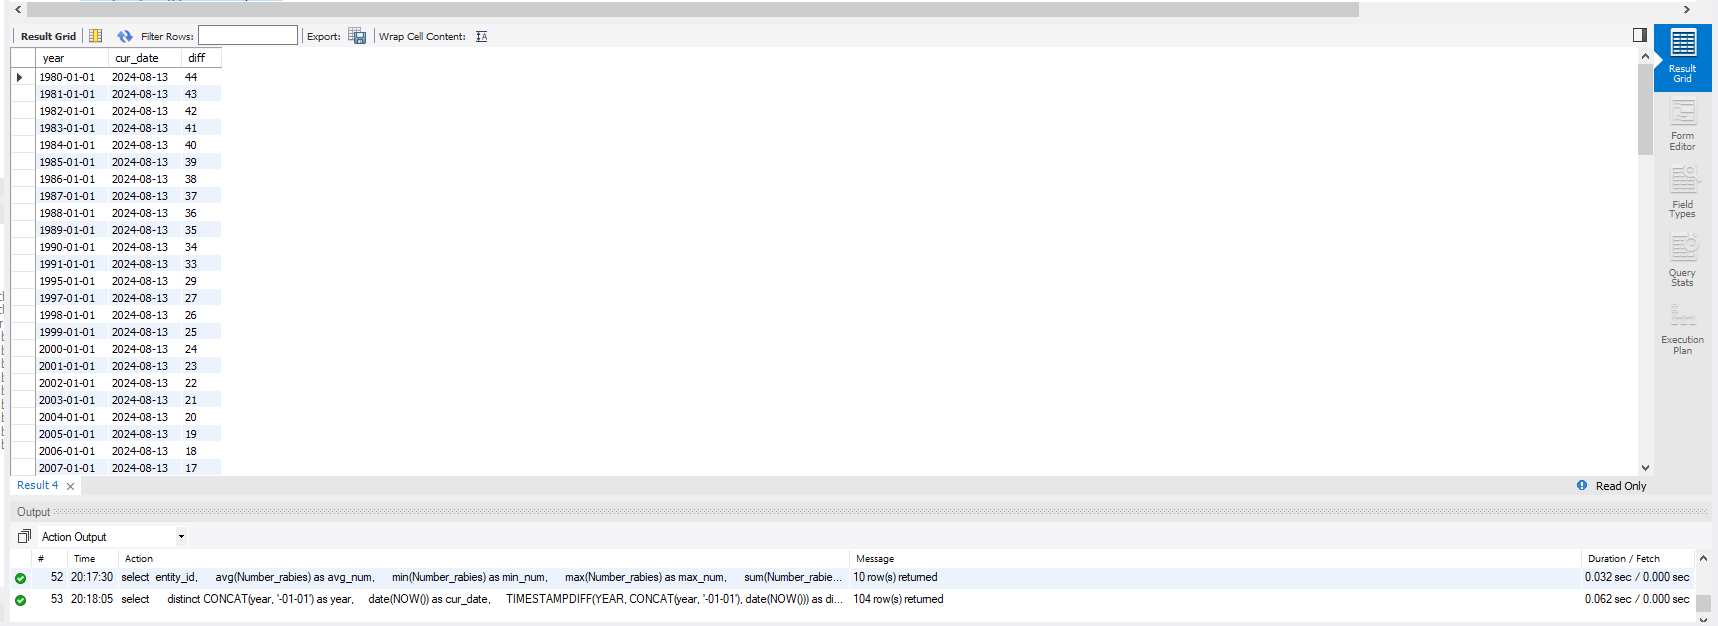 Result Grid Filter Rows: Export: Wrap Cell Content:
year cur_date diff
1980-01-01 2024-08-13 44
1981-01-01 2024-08-13 43
1982-01-01 2024-08-13 42
1983-01-01 2024-08-13 41
1984-01-01 2024-08-13 40
1985-01-01 2024-08-13 39
1986-01-01 2024-08-13 38
1987-01-01 2024-08-13 37
1988-01-01 2024-08-13 36
1989-01-01 2024-08-13 35
1990-01-01 2024-08-13 34
1991-01-01 2024-08-13 33
1995-01-01 2024-08-13 29
1997-01-01 2024-08-13 27
1998-01-01 2024-08-13 26
1999-01-01 2024-08-13 25
2000-01-01 2024-08-13 24
2001-01-01 2024-08-13 23
2002-01-01 2024-08-13 22
2003-01-01 2024-08-13 21
2004-01-01 2024-08-13 20
2005-01-01 2024-08-13 19
2006-01-01 2024-08-13 18
2007-01-01 2024-08-13 17
Result
Grid
Form
Editor
Field
Types
Query
Stats
Execution
Plan
Result 4 Read Only
Output
Action Output
# Time Action Message Duration / Fetch
52 20:17:30 select entity_id, avg(Number_rabies) as avg_num, min(Number_rabies) as min_num, max(Number_rabies) as max_num, sum(Number_rabie... 10 row(s) returned 0.032 sec / 0.000 sec
53 20:18:05 select distinct CONCAT(year, '-01-01') as year, date(NOW()) as cur_date, TIMESTAMPDIFF(YEAR, CONCAT(year, '-01-01'), date(NOW())) as di... 104 row(s) returned 0.062 sec / 0.000 sec